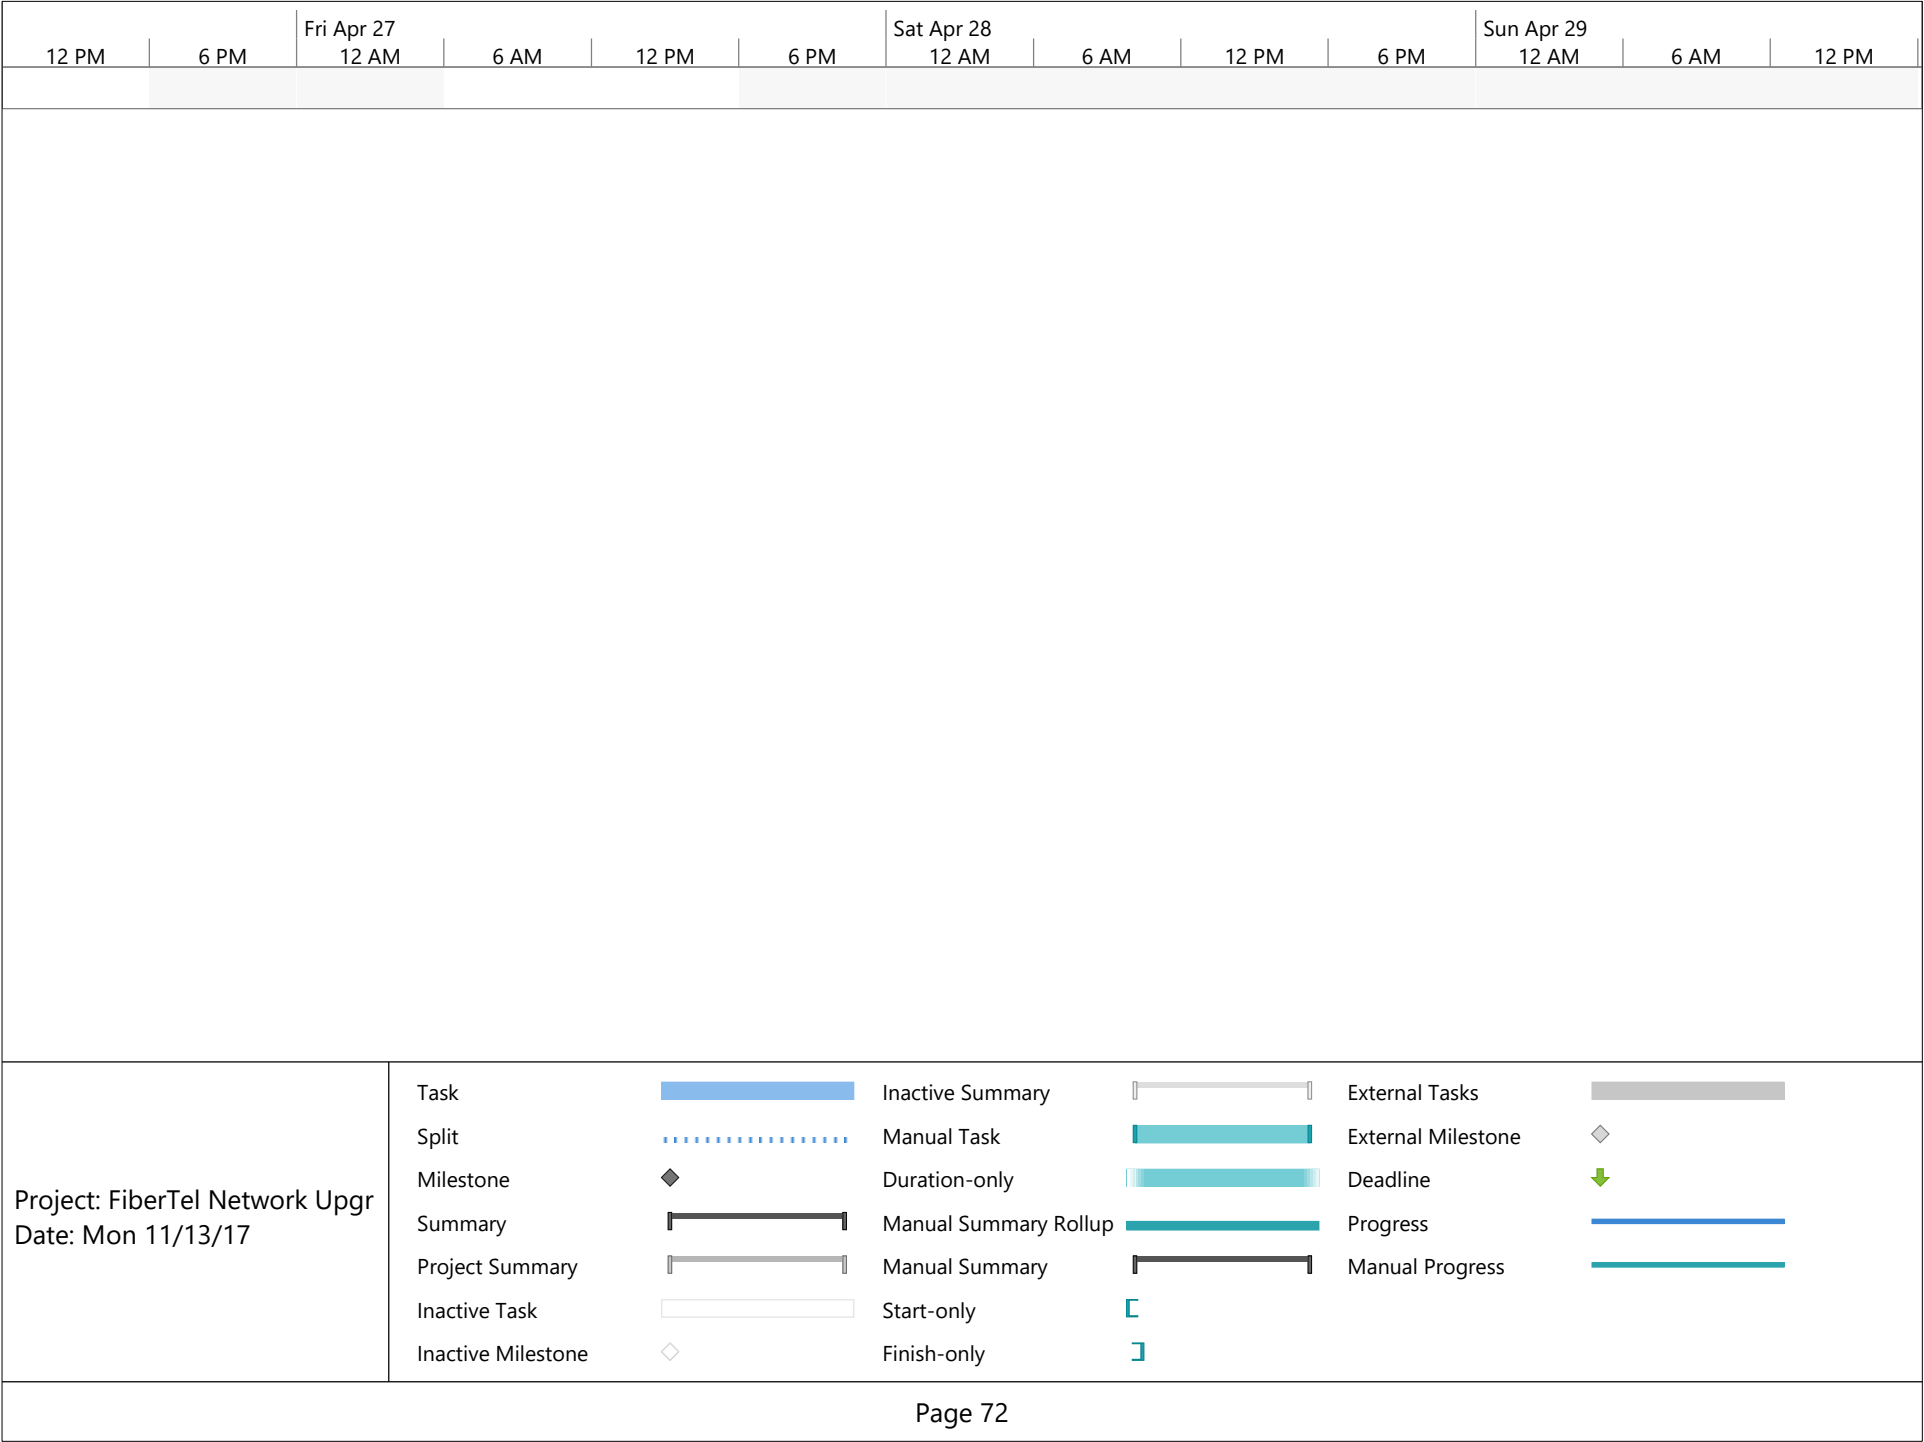 Fri Apr 27 Sat Apr 28 Sun Apr 29
12 PM 6 PM 12 AM 6 AM 12 PM 6 PM 12 AM 6 AM 12 PM 6 PM 12 AM 6 AM 12 PM
Project: FiberTel Network Upgr
Date: Mon 11/13/17
Task
Split
Milestone
Summary
Project Summary
Inactive Task
Inactive Milestone
Inactive Summary
Manual Task
Duration-only
Manual Summary Rollup
Manual Summary
Start-only
Finish-only
External Tasks
External Milestone
Deadline
Progress
Manual Progress
Page 72